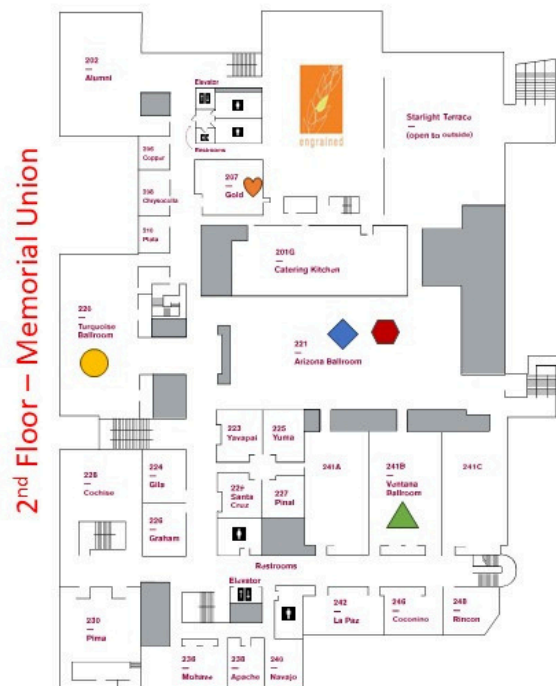 2nd Floor – Memorial Union
202
Alumni
Elevator
Restrooms
engrained
Starlight Terrace
(open to outside)
206
Copper
207
Gold
208
Chrysocolla
210
Plata
201G
Catering Kitchen
Turquoise
Ballroom
221
Arizona Ballroom
223
Yavapai
225
Yuma
228
Cochise
224
Gila
Santa
Cruz
227
Pinal
241A
241B
Ventana
Ballroom
241C
226
Graham
Restrooms
Elevator
230
Pima
242
La Paz
246
Coconino
248
Rincon
236
Mohave
238
Apache
240
Navajo